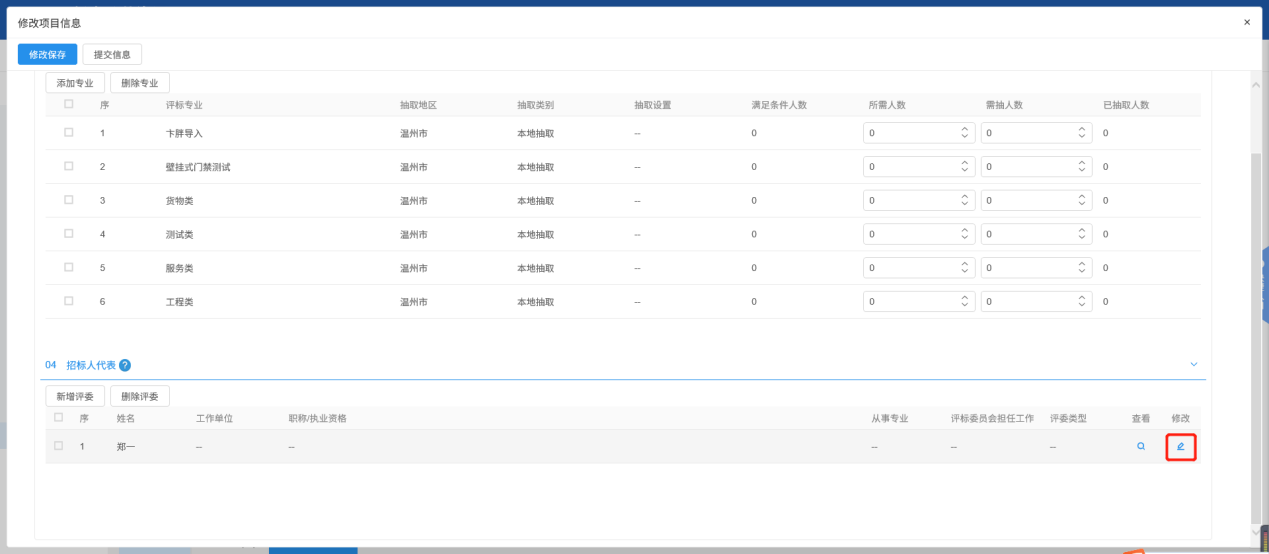 修改项目信息 ×
修改保存 提交信息
添加专业 删除专业
序 评标专业 抽取地区 抽取类别 抽取设置 满足条件人数 所需人数 需抽人数 已抽取人数
1 卞胖导入 温州市 本地抽取 -- 0 0 0 0
2 壁挂式门禁测试 温州市 本地抽取 -- 0 0 0 0
3 货物类 温州市 本地抽取 -- 0 0 0 0
4 测试类 温州市 本地抽取 -- 0 0 0 0
5 服务类 温州市 本地抽取 -- 0 0 0 0
6 工程类 温州市 本地抽取 -- 0 0 0 0
04 招标人代表 ?
新增评委 删除评委
序 姓名 工作单位 职称/执业资格 从事专业 评标委员会担任工作 评委类型 查看 修改
1 郑一 -- -- -- -- --